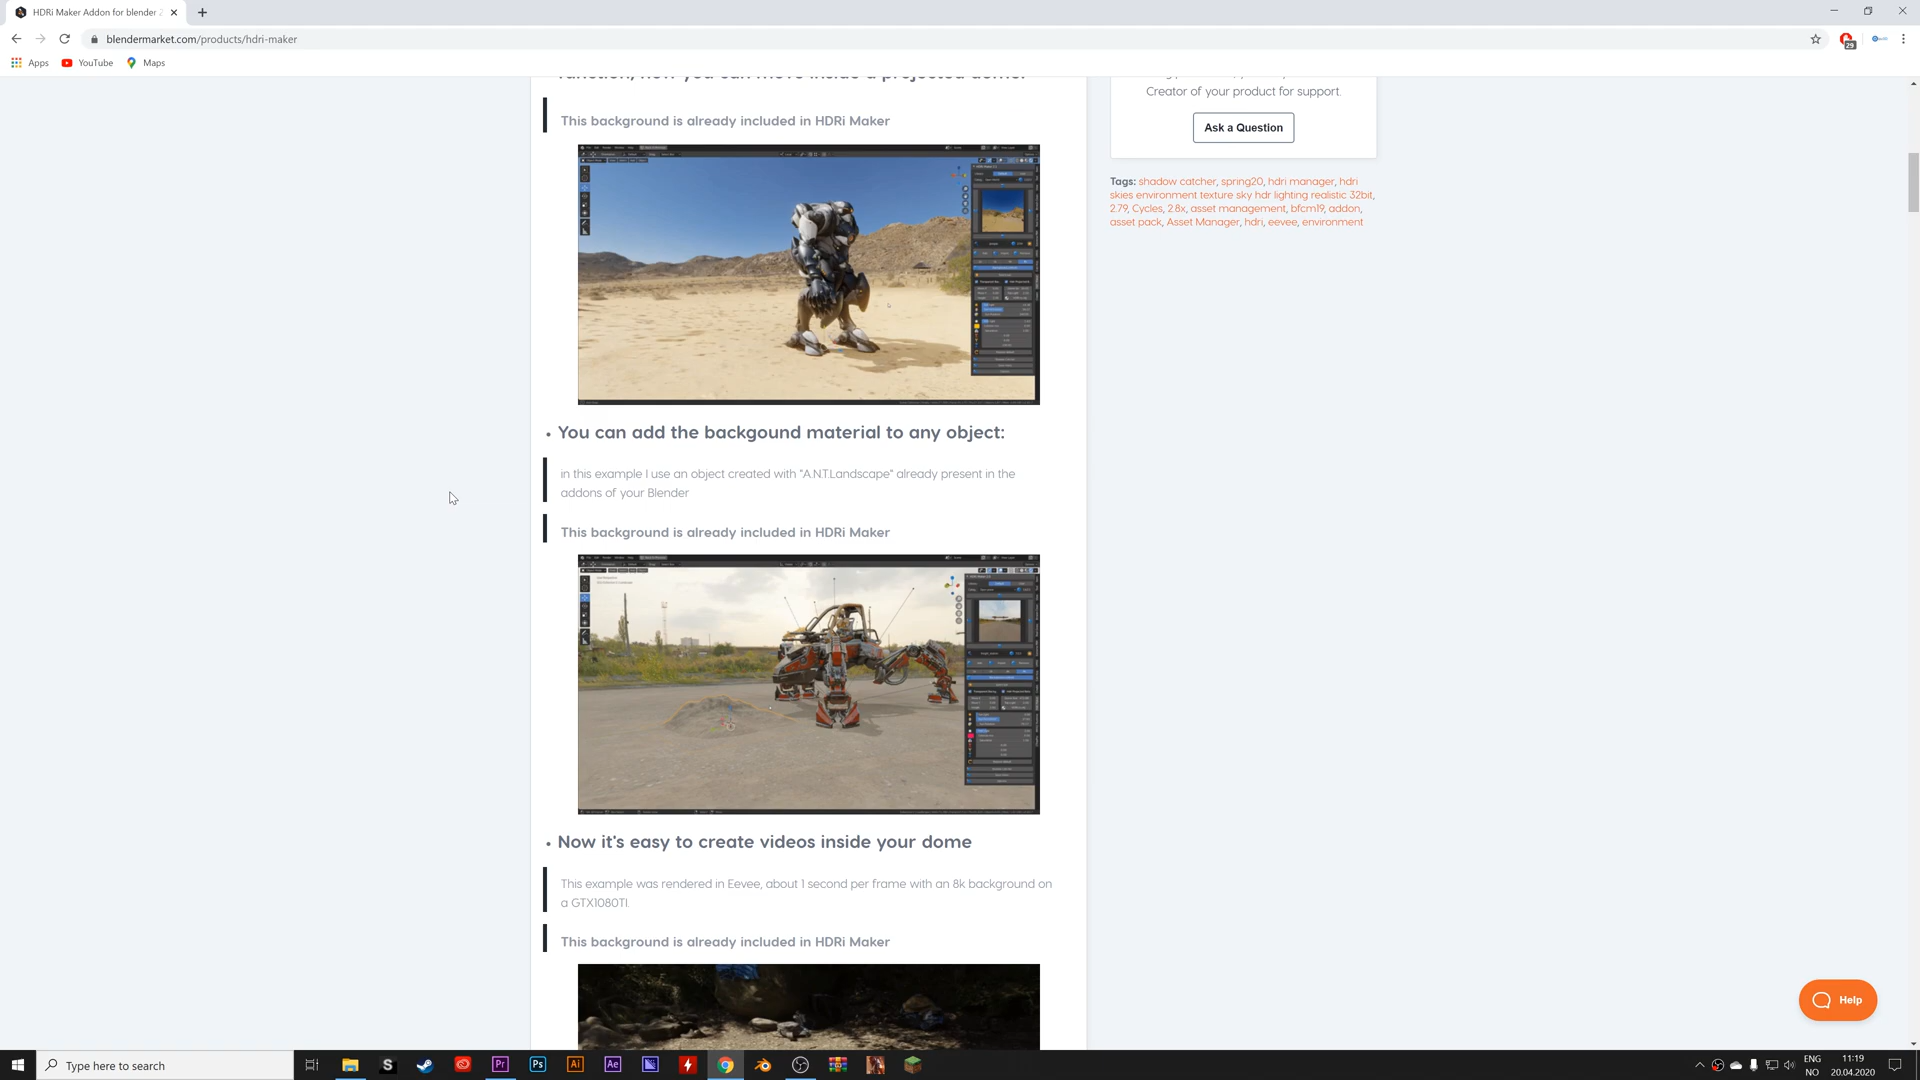 HDRi Maker Addon for blender 2
blendermarket.com/products/hdri-maker
29
Apps
YouTube
Maps
This background is already included in HDRi Maker
• You can add the backgound material to any object:
in this example I use an object created with "A.N.T.Landscape" already present in the
addons of your Blender
This background is already included in HDRi Maker
• Now it's easy to create videos inside your dome
This example was rendered in Eevee, about 1 second per frame with an 8k background on
a GTX1080TI.
This background is already included in HDRi Maker
Creator of your product for support.
Ask a Question
Tags: shadow catcher, spring20, hdri manager, hdri
skies environment texture sky hdr lighting realistic 32bit,
2.79, Cycles, 2.8x, asset management, bfcm19, addon,
asset pack, Asset Manager, hdri, eevee, environment
Help
Type here to search
S
Pr
Ps
Ai
Ae
ENG
NO
11:19
20.04.2020